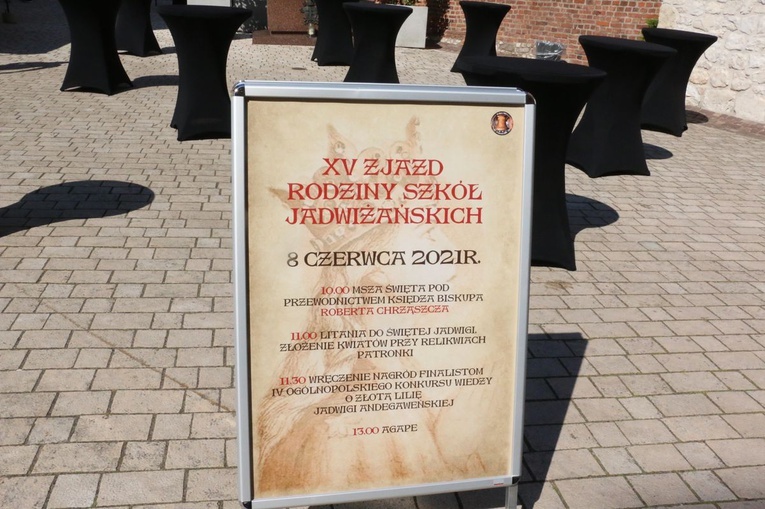 XV ZJAZD
RODZINY SZKÓŁ
JADWIŻAŃSKICH
8 CZERWCA 2021R.
10.00 MSZA ŚWIĘTA POD
PRZEWODNICTWEM KSIĘDZA BISKUPA
ROBERTA CHRZĄSZCZA
11.00 LITANIA DO ŚWIĘTEJ JADWIGI,
ZŁOŻENIE KWIATÓW PRZY RELIKWIACH
PATRONKI
11.30 WRĘCZENIE NAGRÓD FINALISTOM
IV OGÓLNOPOLSKIEGO KONKURSU WIEDZY
O ZŁOTĄ LILIĘ
JADWIGI ANDEGAWEŃSKIEJ
13.00 AGAPE